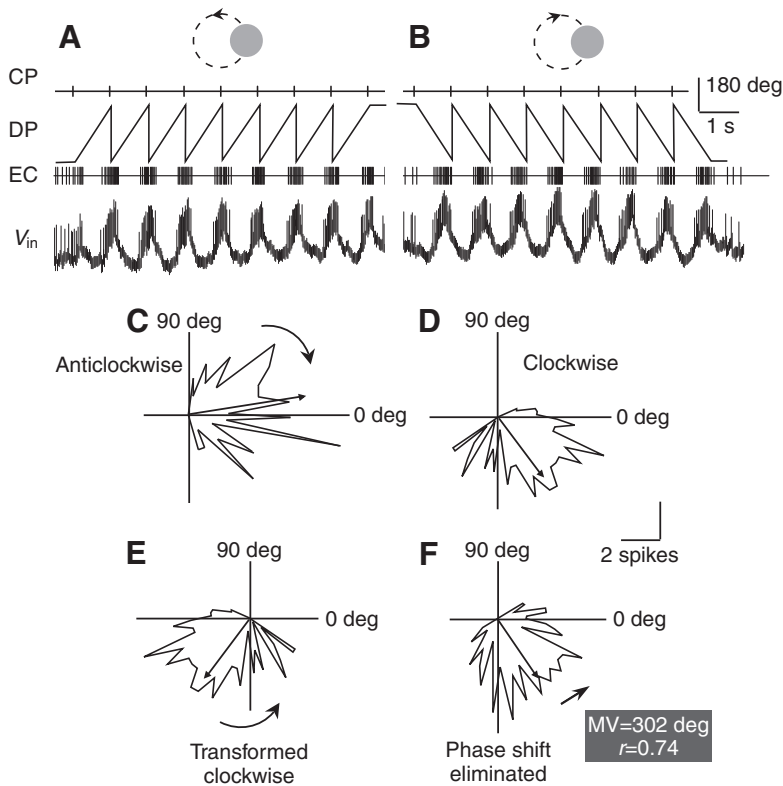 A
B
CP
180 deg
1 s
DP
EC
Vin
C
90 deg
Anticlockwise
0 deg
D
90 deg
Clockwise
0 deg
2 spikes
E
90 deg
0 deg
Transformed
clockwise
F
90 deg
0 deg
Phase shift
eliminated
MV=302 deg
r=0.74